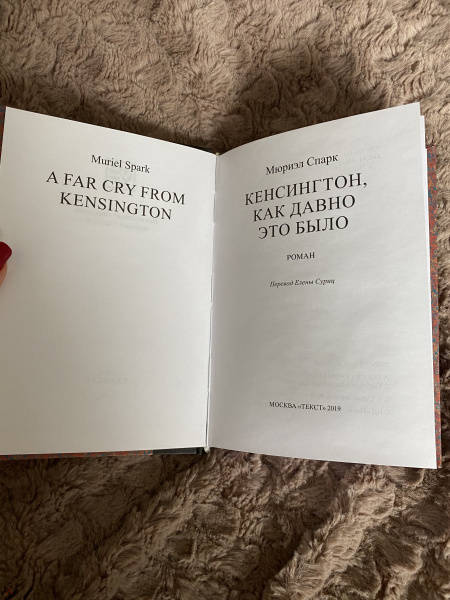 Muriel Spark
A FAR CRY FROM
KENSINGTON
Мюриэл Спарк
КЕНСИНГТОН,
КАК ДАВНО
ЭТО БЫЛО
РОМАН
Перевод Елены Суриц
МОСКВА «ТЕКСТ» 2019